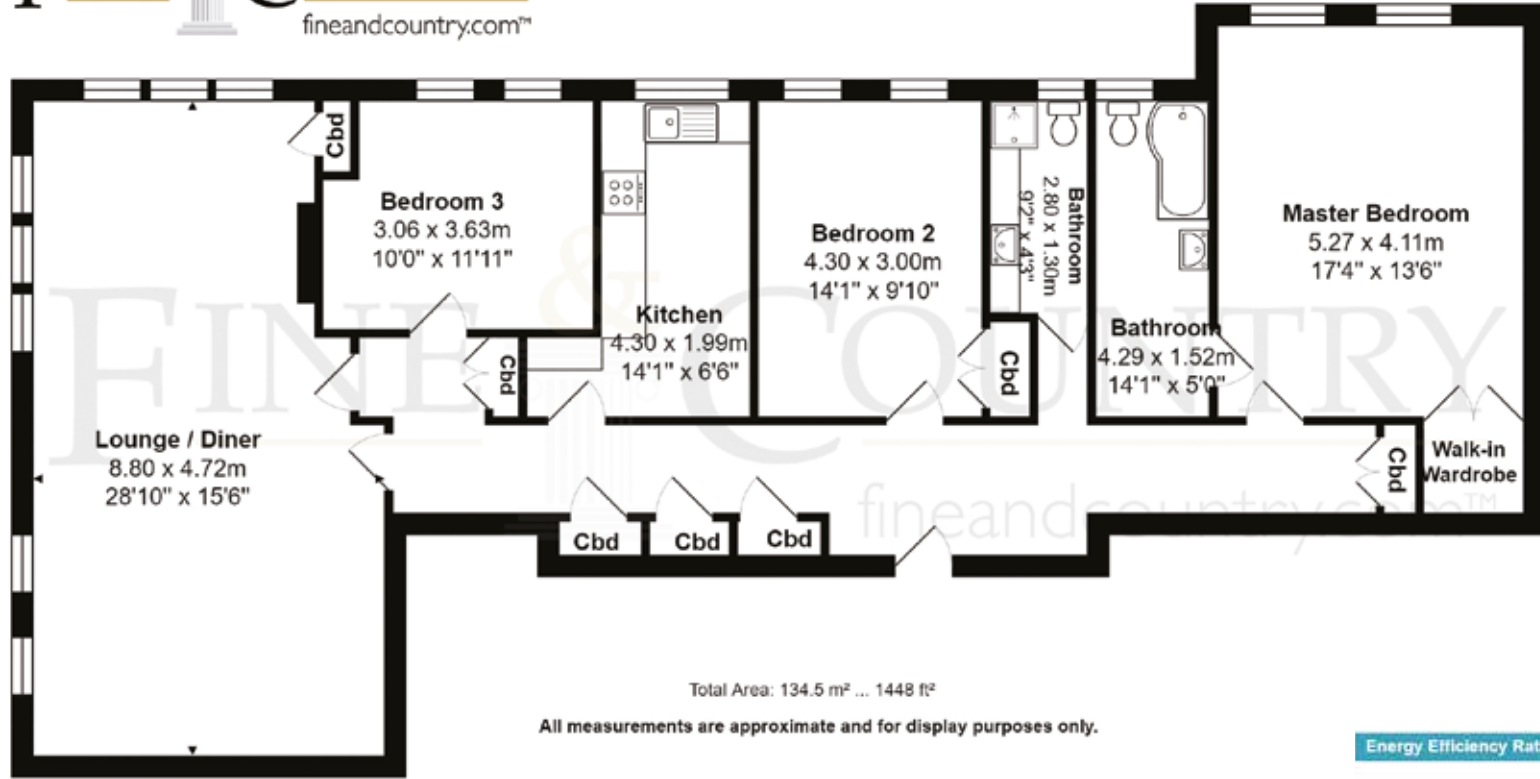 fineandcountry.com™
Cbd
Bedroom 3
3.06 x 3.63m
10'0" x 11'11"
Kitchen
4.30 x 1.99m
14'1" x 6'6"
Cbd
Bedroom 2
4.30 x 3.00m
14'1" x 9'10"
Cbd
Bathroom
2.80 x 1.30m
9'2" x 4'3"
Bathroom
4.29 x 1.52m
14'1" x 5'0"
Master Bedroom
5.27 x 4.11m
17'4" x 13'6"
Walk-in
Wardrobe
Cbd
Lounge / Diner
8.80 x 4.72m
28'10" x 15'6"
Cbd
Cbd
Cbd
FINE & COUNTRY
fineandcountry.com™
Total Area: 134.5 m² ... 1448 ft²
All measurements are approximate and for display purposes only.
Energy Efficiency Rat